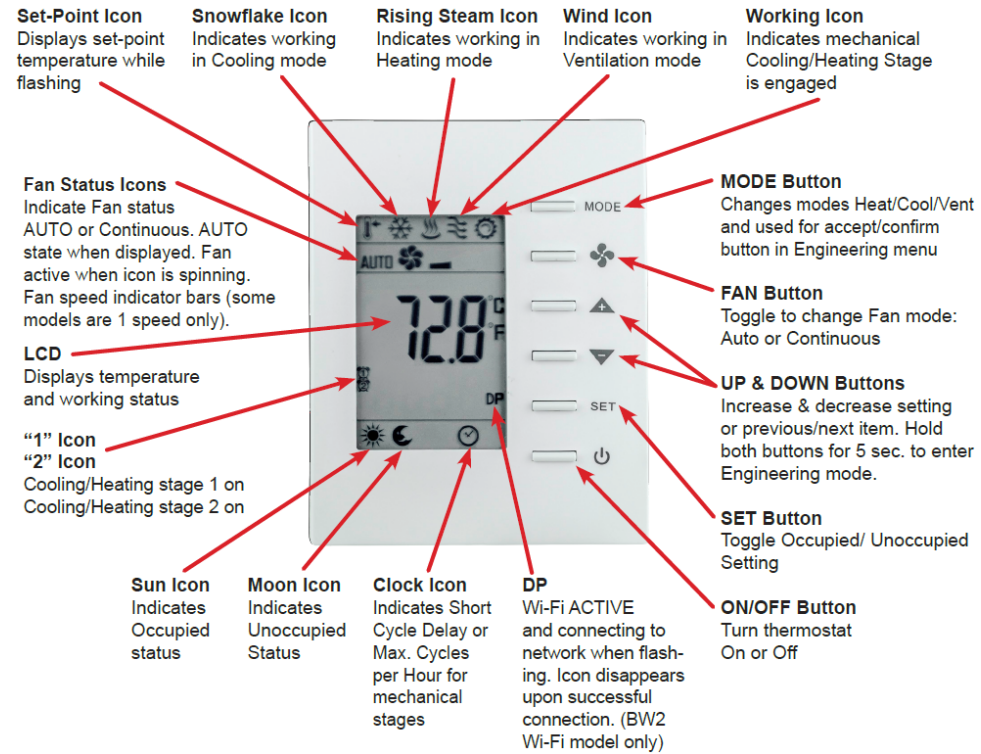 Set-Point Icon
Displays set-point
temperature while
flashing
Snowflake Icon
Indicates working
in Cooling mode
Rising Steam Icon
Indicates working in
Heating mode
Wind Icon
Indicates working in
Ventilation mode
Working Icon
Indicates mechanical
Cooling/Heating Stage
is engaged
Fan Status Icons
Indicate Fan status
AUTO or Continuous. AUTO
state when displayed. Fan
active when icon is spinning.
Fan speed indicator bars (some
models are 1 speed only).
LCD
Displays temperature
and working status
“1” Icon
“2” Icon
Cooling/Heating stage 1 on
Cooling/Heating stage 2 on
AUTO
72.8
°C
°F
1
2
DP
MODE
SET
MODE Button
Changes modes Heat/Cool/Vent
and used for accept/confirm
button in Engineering menu
FAN Button
Toggle to change Fan mode:
Auto or Continuous
UP & DOWN Buttons
Increase & decrease setting
or previous/next item. Hold
both buttons for 5 sec. to enter
Engineering mode.
SET Button
Toggle Occupied/ Unoccupied
Setting
ON/OFF Button
Turn thermostat
On or Off
Sun Icon
Indicates
Occupied
status
Moon Icon
Indicates
Unoccupied
Status
Clock Icon
Indicates Short
Cycle Delay or
Max. Cycles
per Hour for
mechanical
stages
DP
Wi-Fi ACTIVE
and connecting to
network when flash-
ing. Icon disappears
upon successful
connection. (BW2
Wi-Fi model only)